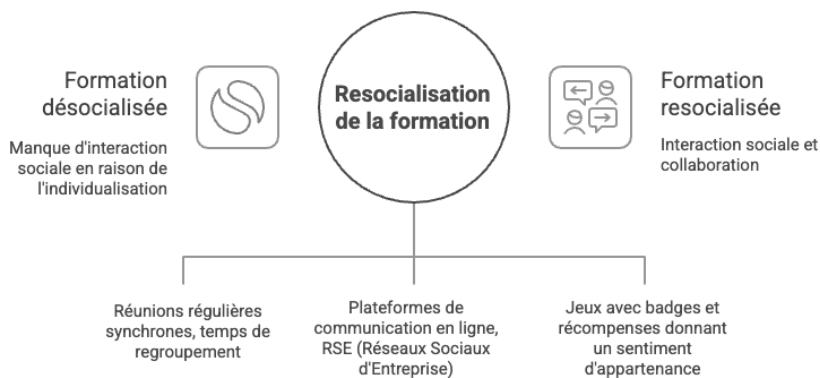 Formation
désocialisée
Manque d'interaction
sociale en raison de
l'individualisation
Resocialisation
de la formation
Formation
resocialisée
Interaction sociale et
collaboration
Réunions régulières
synchrones, temps de
regroupement
Plateformes de
communication en ligne,
RSE (Réseaux Sociaux
d'Entreprise)
Jeux avec badges et
récompenses donnant
un sentiment
d'appartenance